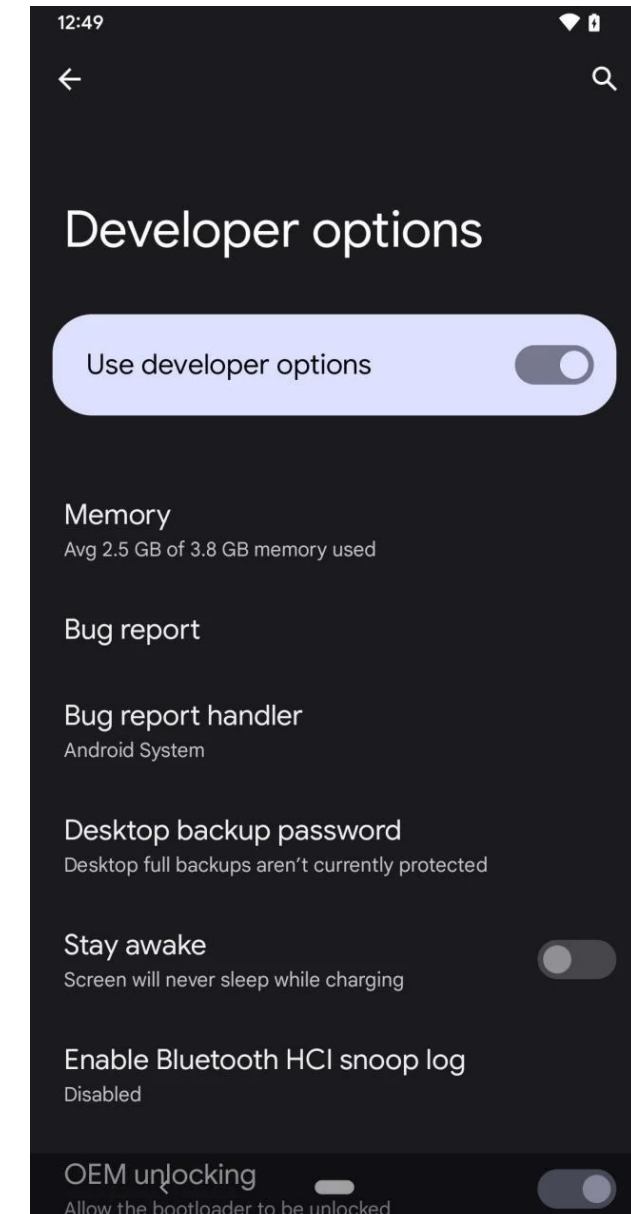 12:49
Developer options
Use developer options
Memory
Avg 2.5 GB of 3.8 GB memory used
Bug report
Bug report handler
Android System
Desktop backup password
Desktop full backups aren’t currently protected
Stay awake
Screen will never sleep while charging
Enable Bluetooth HCI snoop log
Disabled
OEM unlocking
Allow the bootloader to be unlocked